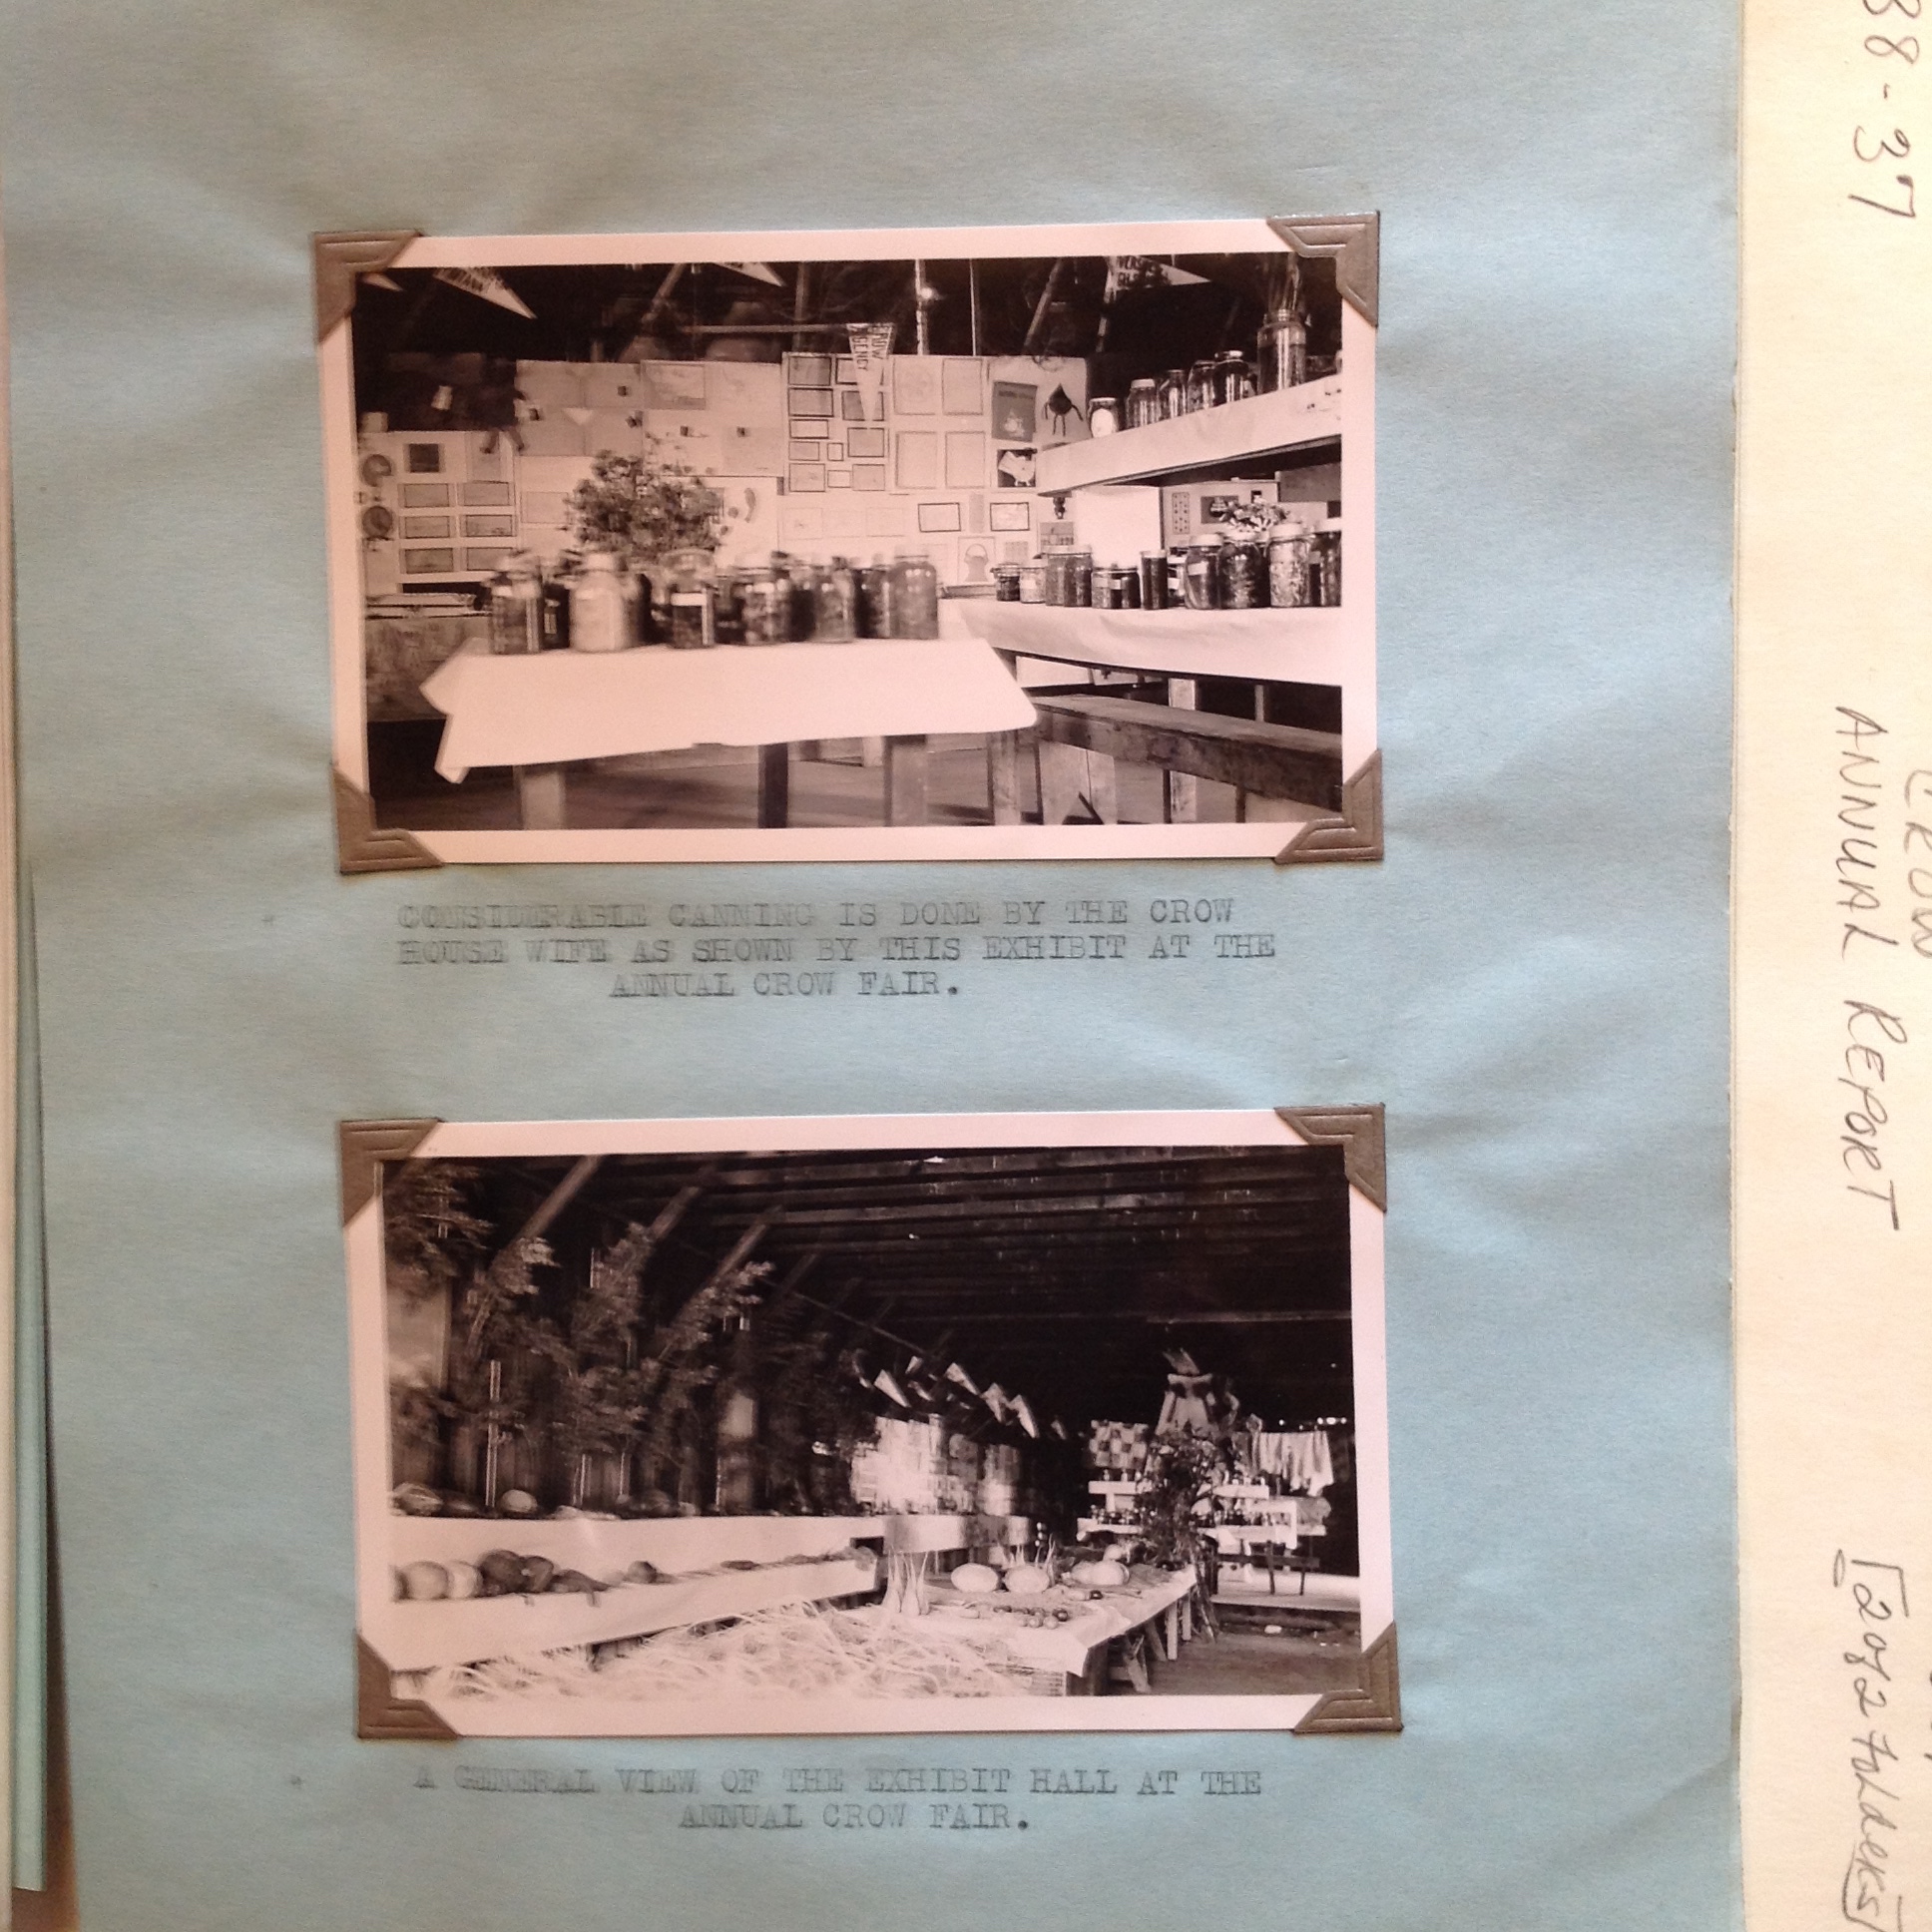 CONSIDERABLE CANNING IS DONE BY THE CROW
HOUSE WIFE AS SHOWN BY THIS EXHIBIT AT THE
ANNUAL CROW FAIR.
A GENERAL VIEW OF THE EXHIBIT HALL AT THE
ANNUAL CROW FAIR.
CROW
AGENCY
38-37
CROW
ANNUAL REPORT
[2 of 2 folders]